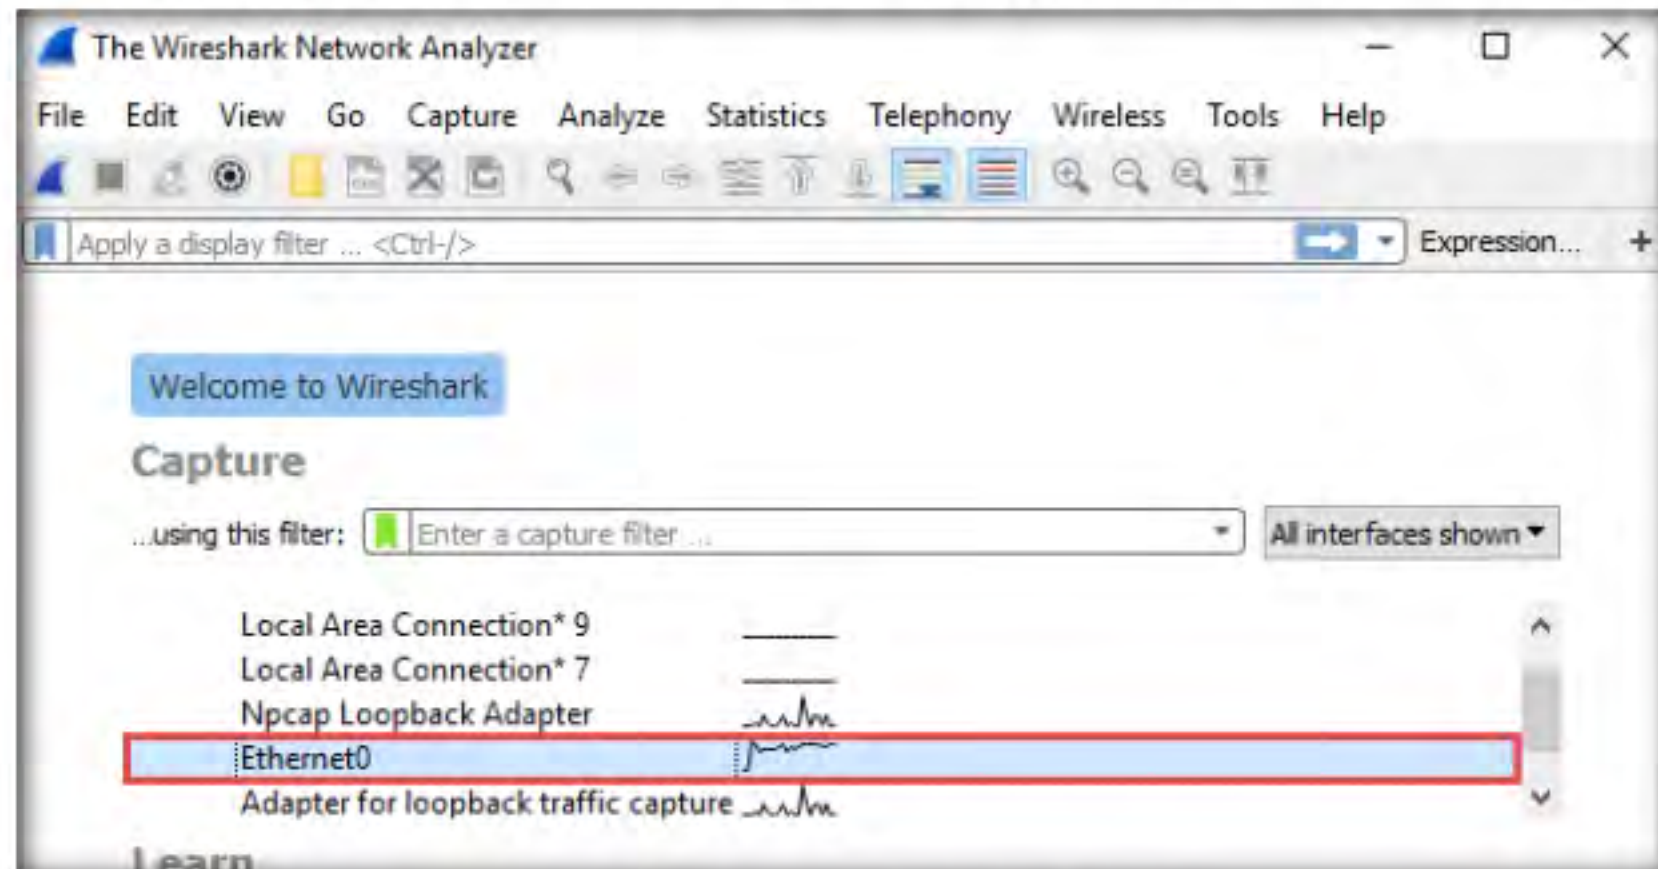 The Wireshark Network Analyzer
File Edit View Go Capture Analyze Statistics Telephony Wireless Tools Help
Apply a display filter ... <Ctrl-/> Expression... +
Welcome to Wireshark
Capture
...using this filter: Enter a capture filter ... All interfaces shown
Local Area Connection* 9
Local Area Connection* 7
Npcap Loopback Adapter
Ethernet0
Adapter for loopback traffic capture
Learn